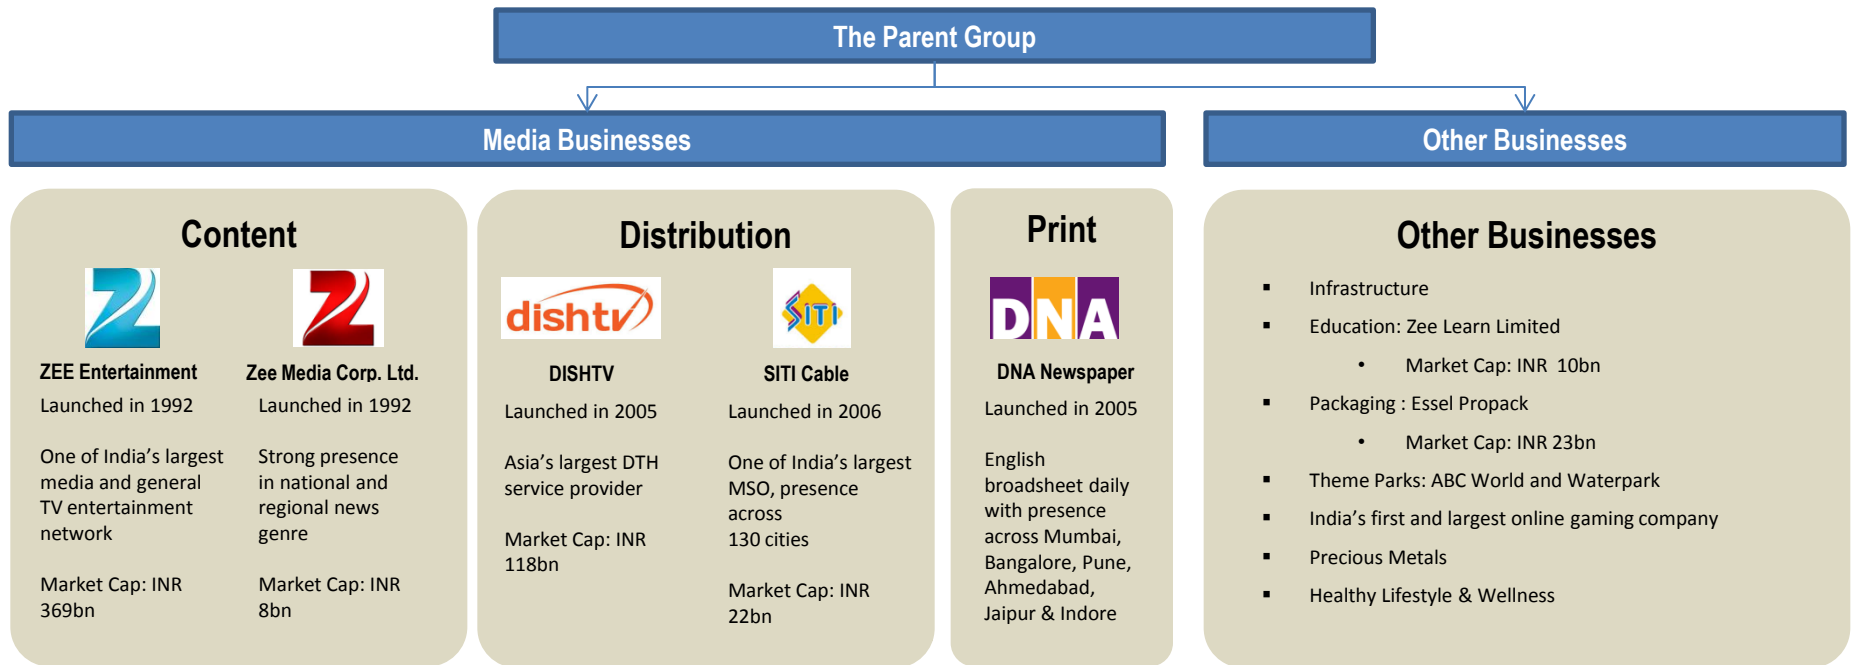 The Parent Group
Media Businesses
Other Businesses
Content
ZEE Entertainment
Launched in 1992
One of India’s largest
media and general
TV entertainment
network
Market Cap: INR
369bn
Zee Media Corp. Ltd.
Launched in 1992
Strong presence
in national and
regional news
genre
Market Cap: INR
8bn
Distribution
dishtv
DISHTV
Launched in 2005
Asia’s largest DTH
service provider
Market Cap: INR
118bn
SITI
SITI Cable
Launched in 2006
One of India’s largest
MSO, presence
across
130 cities
Market Cap: INR
22bn
Print
DNA
DNA Newspaper
Launched in 2005
English
broadsheet daily
with presence
across Mumbai,
Bangalore, Pune,
Ahmedabad,
Jaipur & Indore
Other Businesses
▪ Infrastructure
▪ Education: Zee Learn Limited
• Market Cap: INR  10bn
▪ Packaging : Essel Propack
• Market Cap: INR 23bn
▪ Theme Parks: ABC World and Waterpark
▪ India’s first and largest online gaming company
▪ Precious Metals
▪ Healthy Lifestyle & Wellness